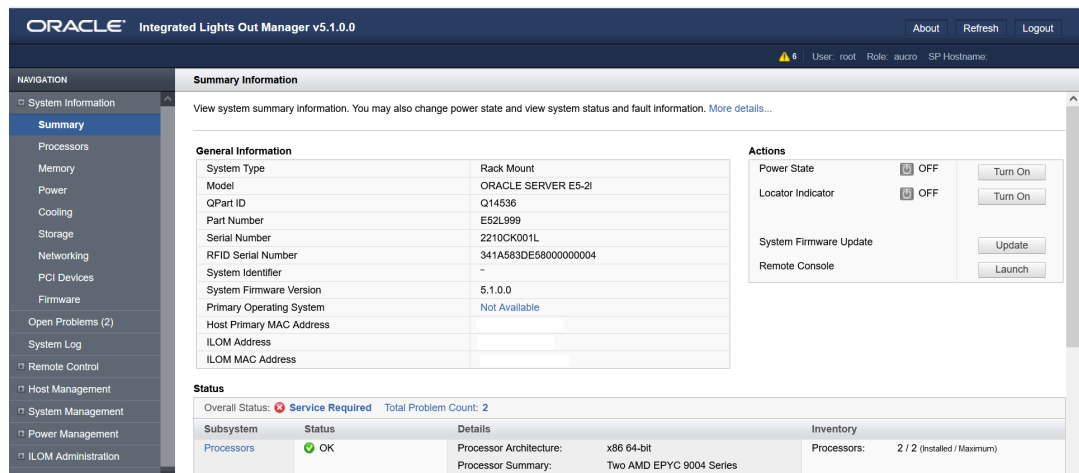 ORACLE® Integrated Lights Out Manager v5.1.0.0
About Refresh Logout
6 User: root Role: aucro SP Hostname:
NAVIGATION
System Information
Summary
Processors
Memory
Power
Cooling
Storage
Networking
PCI Devices
Firmware
Open Problems (2)
System Log
Remote Control
Host Management
System Management
Power Management
ILOM Administration
Summary Information
View system summary information. You may also change power state and view system status and fault information. More details...
General Information
System Type Rack Mount
Model ORACLE SERVER E5-2l
QPart ID Q14536
Part Number E52L999
Serial Number 2210CK001L
RFID Serial Number 341A583DE58000000004
System Identifier -
System Firmware Version 5.1.0.0
Primary Operating System Not Available
Host Primary MAC Address
ILOM Address
ILOM MAC Address
Actions
Power State OFF Turn On
Locator Indicator OFF Turn On
System Firmware Update Update
Remote Console Launch
Status
Overall Status: Service Required Total Problem Count: 2
Subsystem Status Details Inventory
Processors OK Processor Architecture: x86 64-bit Processors: 2 / 2 (Installed / Maximum)
Processor Summary: Two AMD EPYC 9004 Series